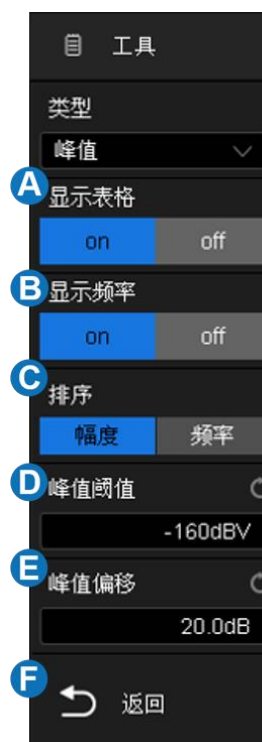 工具
类型
峰值
A
显示表格
on off
B
显示频率
on off
C
排序
幅度 频率
D
峰值阈值
-160dBV
E
峰值偏移
20.0dB
F
返回